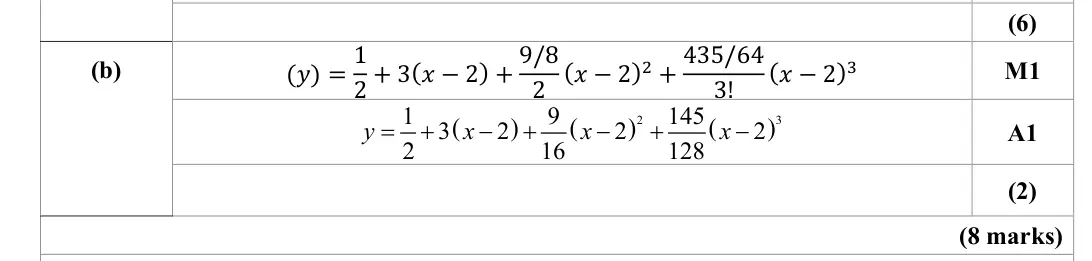 (6)
(b) (y) = 1/2 + 3(x − 2) + (9/8)/2 (x − 2)² + (435/64)/3! (x − 2)³ M1
y = 1/2 + 3(x − 2) + 9/16 (x − 2)² + 145/128 (x − 2)³ A1
(2)
(8 marks)